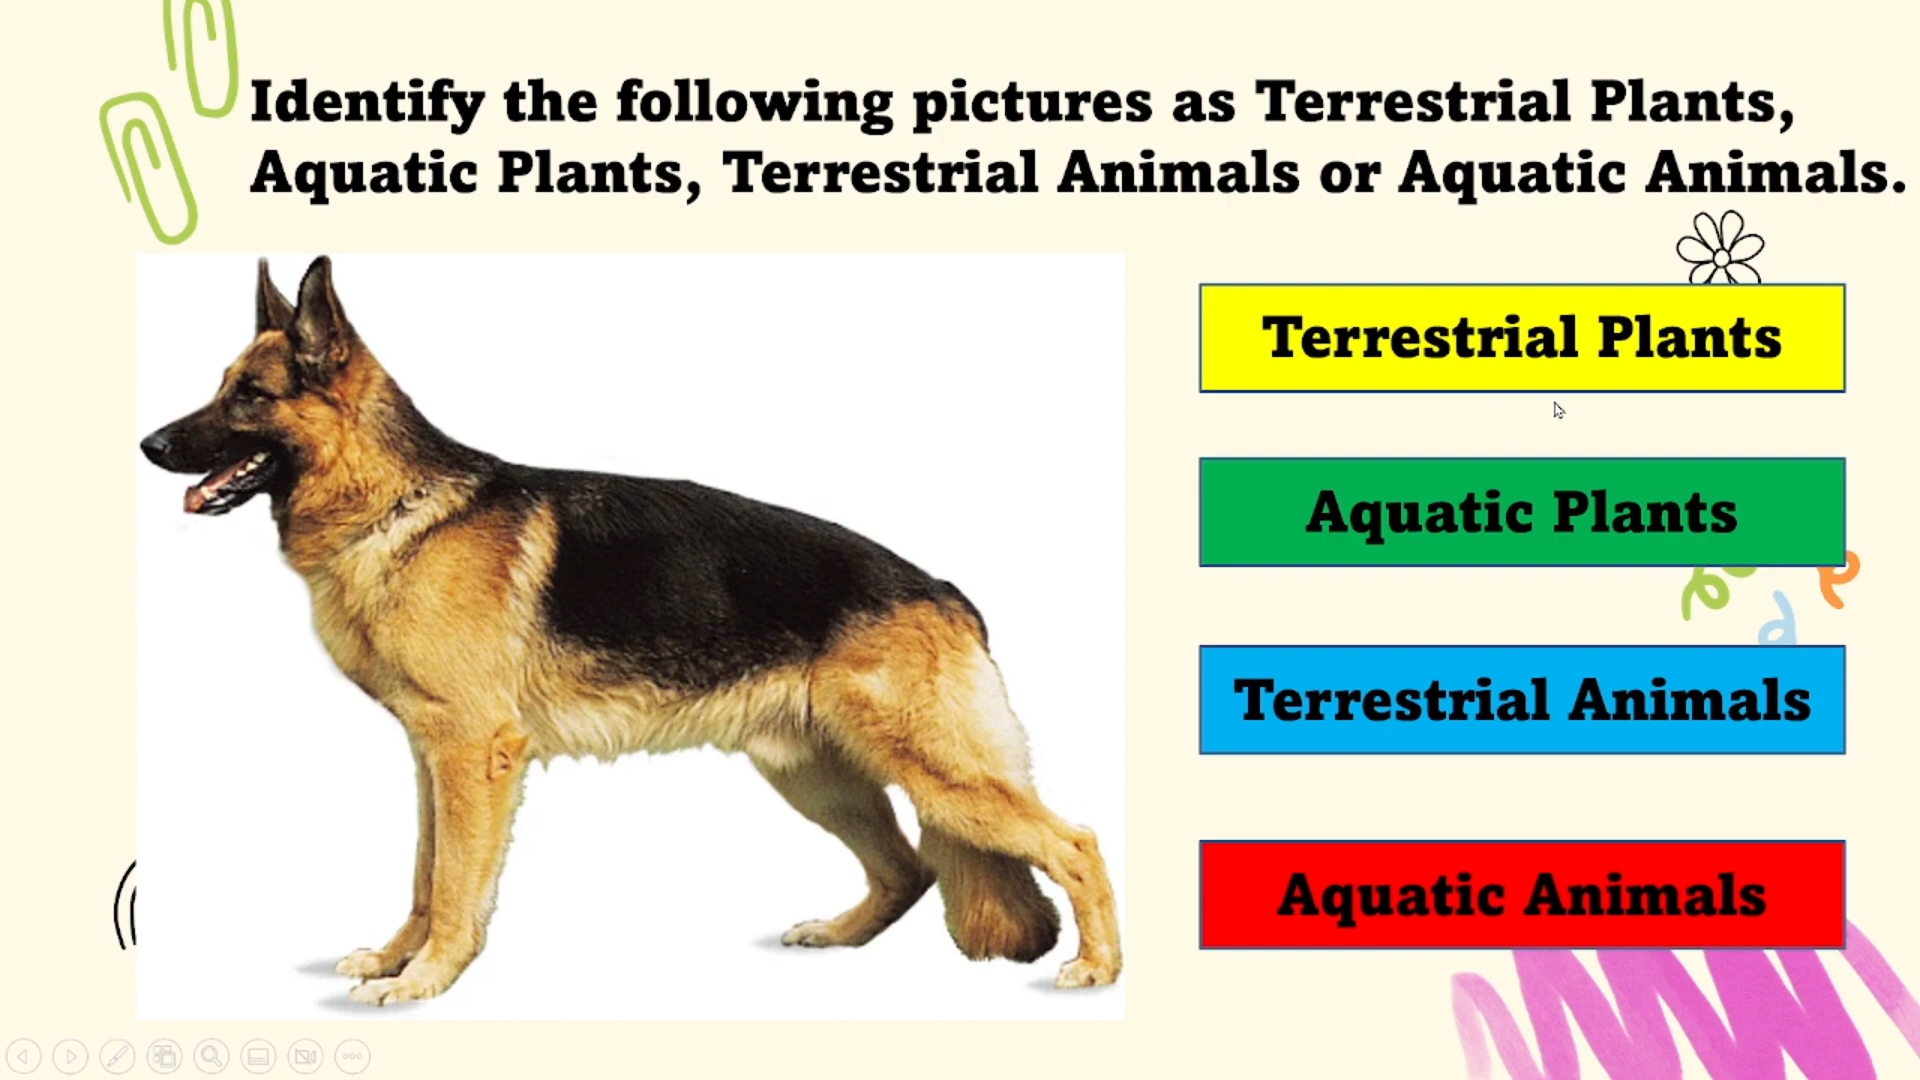 Identify the following pictures as Terrestrial Plants,
Aquatic Plants, Terrestrial Animals or Aquatic Animals.
Terrestrial Plants
Aquatic Plants
Terrestrial Animals
Aquatic Animals